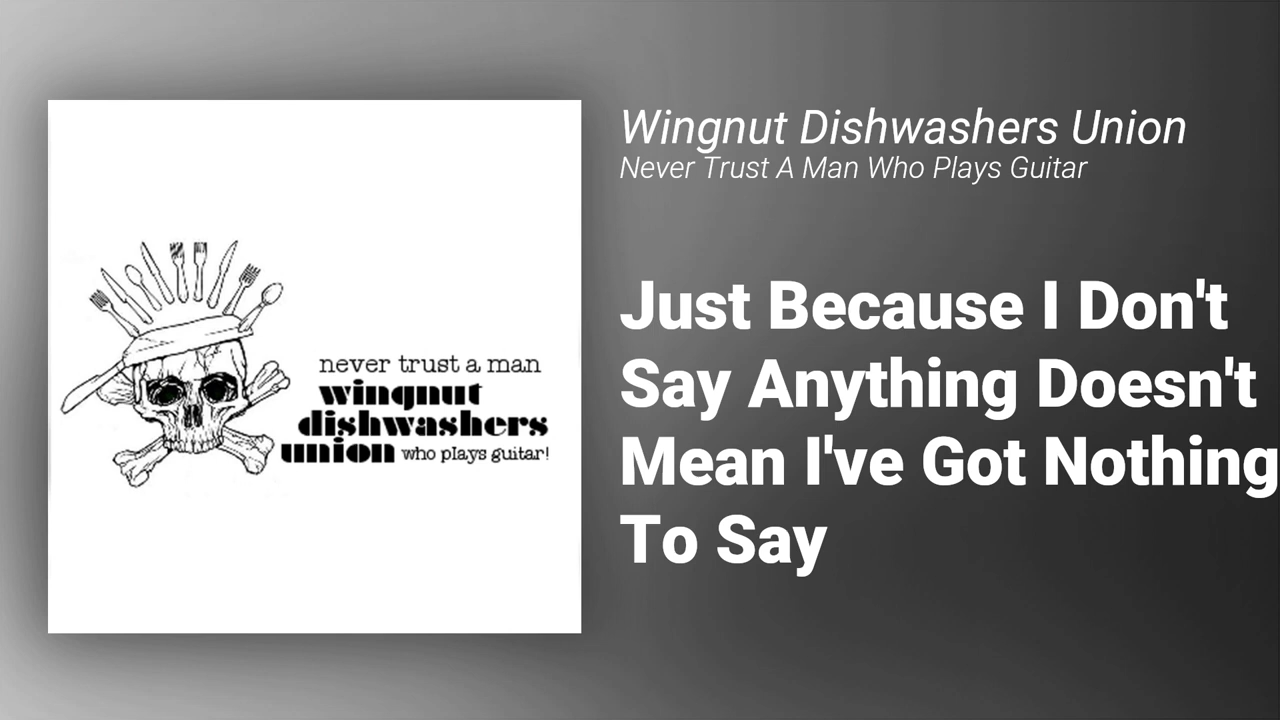 never trust a man
wingnut
dishwashers
union who plays guitar!
Wingnut Dishwashers Union
Never Trust A Man Who Plays Guitar
Just Because I Don't
Say Anything Doesn't
Mean I've Got Nothing
To Say